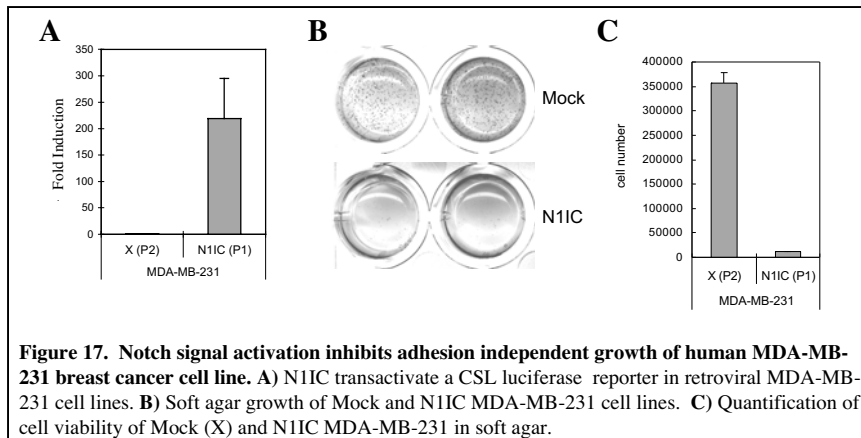 A
350
300
250
200
150
100
50
0
Fold Induction
X (P2)
N1IC (P1)
MDA-MB-231
B
Mock
N1IC
C
400000
350000
300000
250000
200000
150000
100000
50000
0
cell number
X (P2)
N1IC (P1)
MDA-MB-231
Figure 17. Notch signal activation inhibits adhesion independent growth of human MDA-MB-
231 breast cancer cell line. A) N1IC transactivate a CSL luciferase reporter in retroviral MDA-MB-
231 cell lines. B) Soft agar growth of Mock and N1IC MDA-MB-231 cell lines. C) Quantification of
cell viability of Mock (X) and N1IC MDA-MB-231 in soft agar.